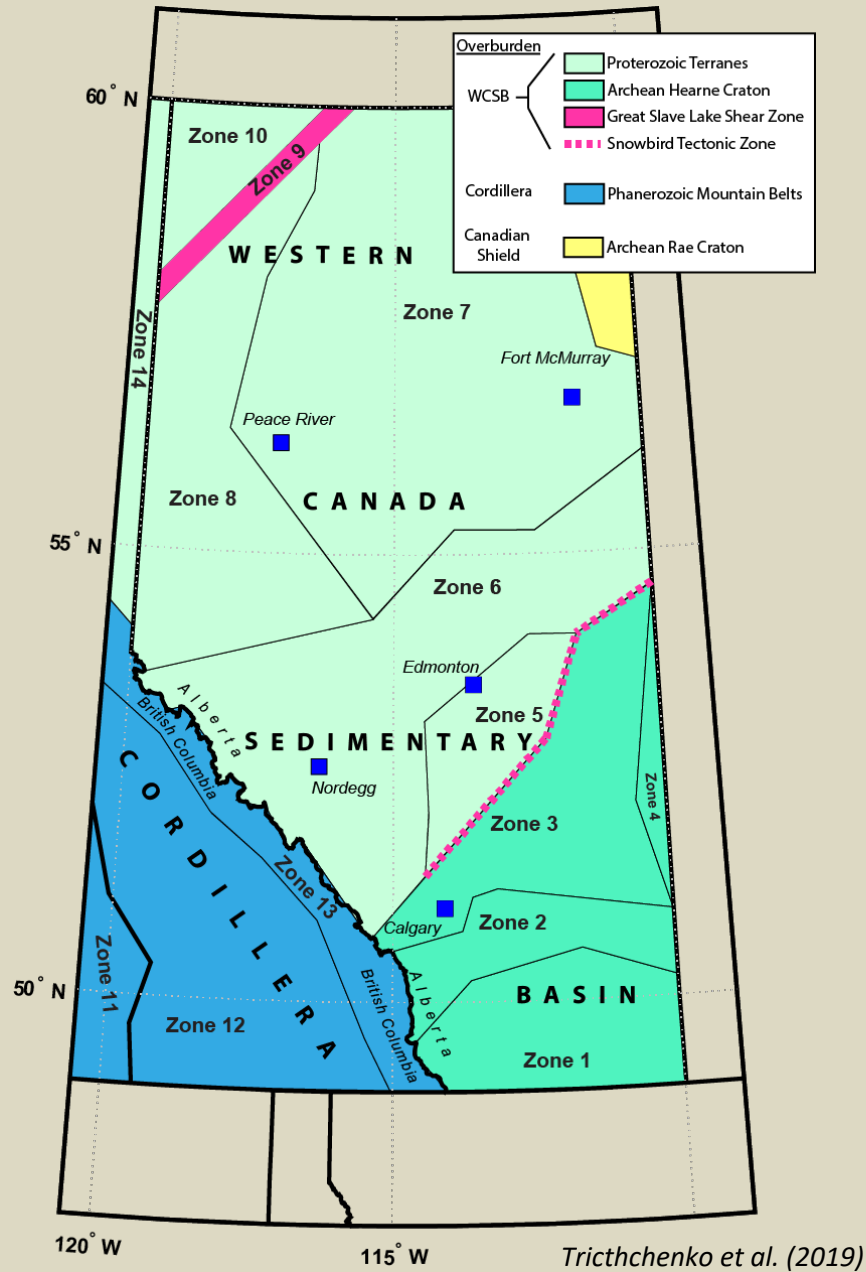 Overburden
WCSB
Proterozoic Terranes
Archean Hearne Craton
Great Slave Lake Shear Zone
Snowbird Tectonic Zone
Cordillera
Phanerozoic Mountain Belts
Canadian
Shield
Archean Rae Craton
60° N
Zone 10
Zone 9
WESTERN
Zone 7
Zone 14
Fort McMurray
Peace River
Zone 8
CANADA
55° N
Zone 6
Edmonton
Alberta
British Columbia
Zone 5
SEDIMENTARY
Nordegg
Zone 4
CORDILLERA
Zone 3
Zone 13
Calgary
Zone 2
Zone 11
British Columbia
Alberta
50° N
BASIN
Zone 12
Zone 1
120° W
115° W
Tricthchenko et al. (2019)